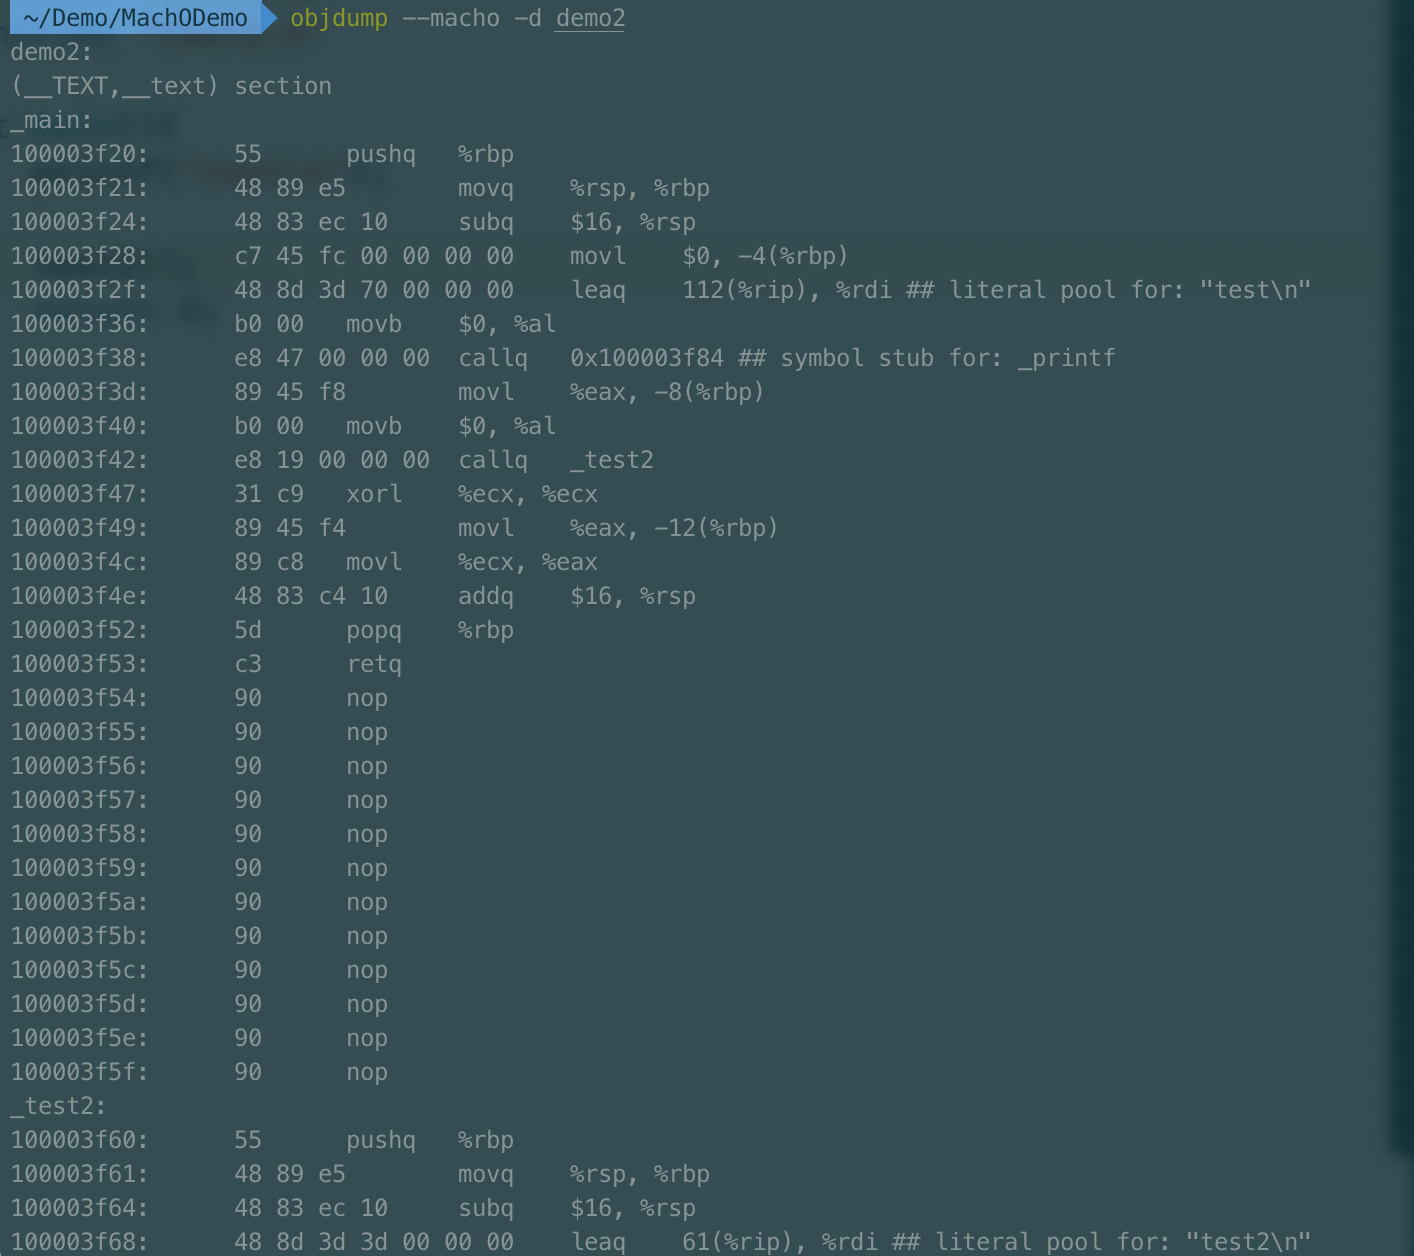 ~/Demo/MachODemo objdump --macho -d demo2
demo2:
(__TEXT,__text) section
_main:
100003f20: 55 pushq %rbp
100003f21: 48 89 e5 movq %rsp, %rbp
100003f24: 48 83 ec 10 subq $16, %rsp
100003f28: c7 45 fc 00 00 00 00 movl $0, -4(%rbp)
100003f2f: 48 8d 3d 70 00 00 00 leaq 112(%rip), %rdi ## literal pool for: "test\n"
100003f36: b0 00 movb $0, %al
100003f38: e8 47 00 00 00 callq 0x100003f84 ## symbol stub for: _printf
100003f3d: 89 45 f8 movl %eax, -8(%rbp)
100003f40: b0 00 movb $0, %al
100003f42: e8 19 00 00 00 callq _test2
100003f47: 31 c9 xorl %ecx, %ecx
100003f49: 89 45 f4 movl %eax, -12(%rbp)
100003f4c: 89 c8 movl %ecx, %eax
100003f4e: 48 83 c4 10 addq $16, %rsp
100003f52: 5d popq %rbp
100003f53: c3 retq
100003f54: 90 nop
100003f55: 90 nop
100003f56: 90 nop
100003f57: 90 nop
100003f58: 90 nop
100003f59: 90 nop
100003f5a: 90 nop
100003f5b: 90 nop
100003f5c: 90 nop
100003f5d: 90 nop
100003f5e: 90 nop
100003f5f: 90 nop
_test2:
100003f60: 55 pushq %rbp
100003f61: 48 89 e5 movq %rsp, %rbp
100003f64: 48 83 ec 10 subq $16, %rsp
100003f68: 48 8d 3d 3d 00 00 00 leaq 61(%rip), %rdi ## literal pool for: "test2\n"